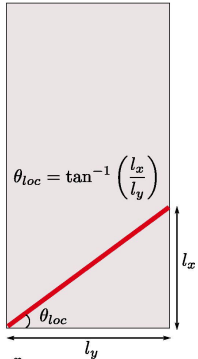 θ_loc = tan⁻¹ (l_x / l_y)
l_x
θ_loc
l_y